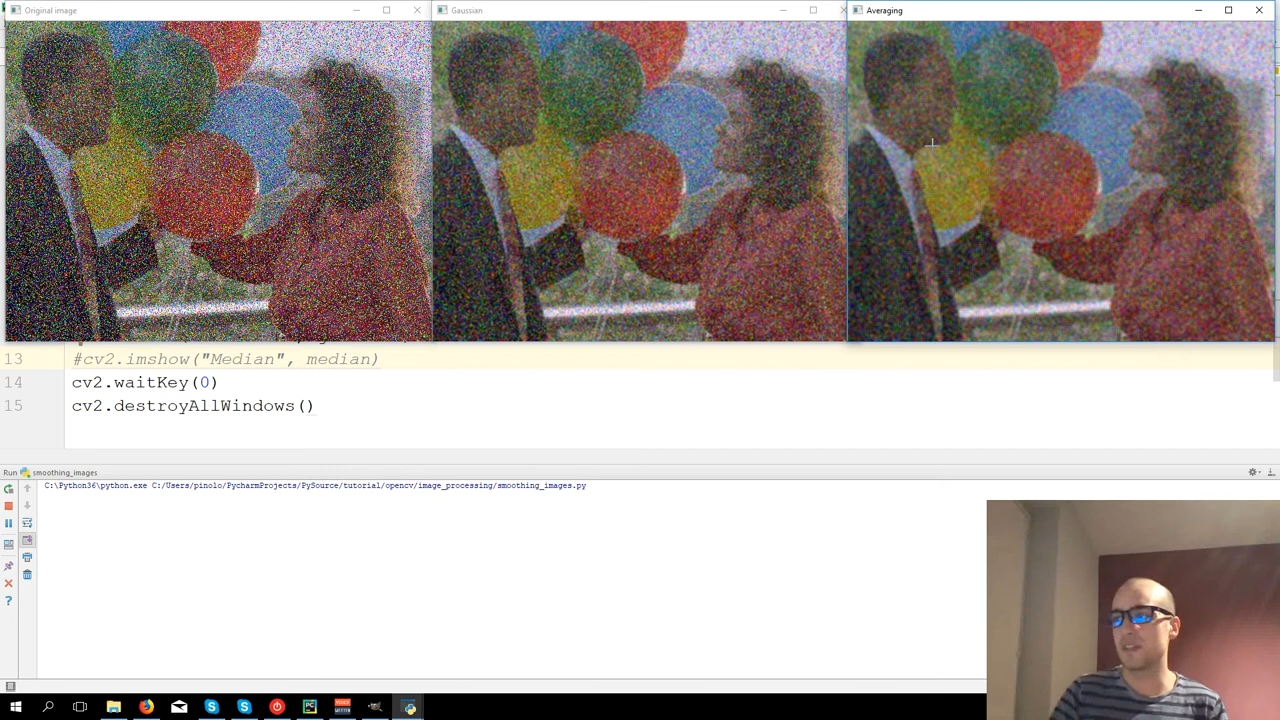 Original image
Gaussian
Averaging
13 #cv2.imshow("Median", median)
14 cv2.waitKey(0)
15 cv2.destroyAllWindows()
Run smoothing_images
C:\Python36\python.exe C:/Users/pinolo/PycharmProjects/PySource/tutorial/opencv/image_processing/smoothing_images.py